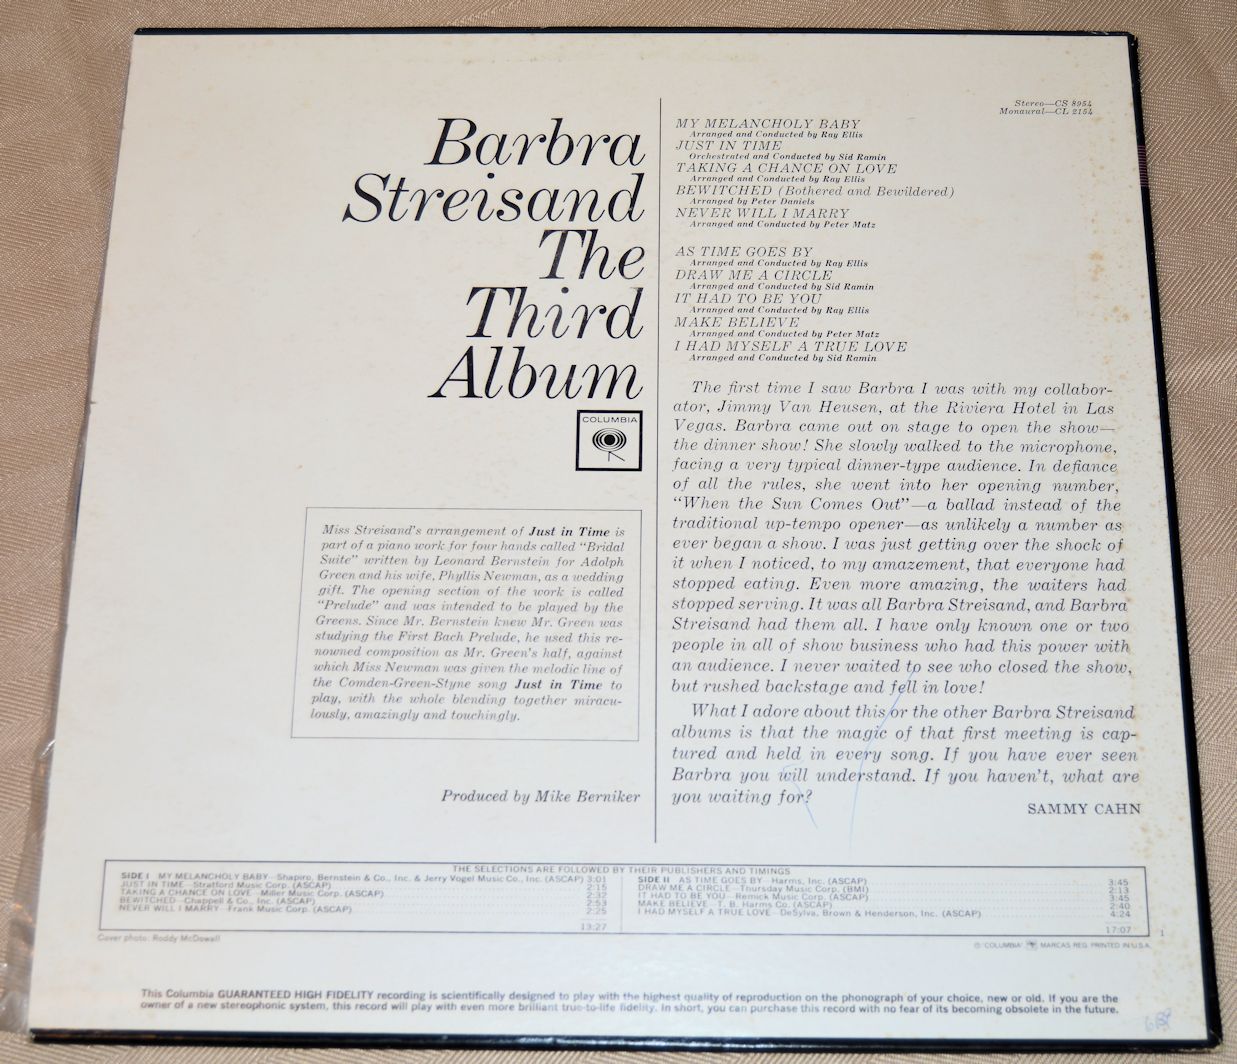 Stereo—CS 8954
Monaural—CL 2154
Barbra
Streisand
The
Third
Album
COLUMBIA
MY MELANCHOLY BABY
Arranged and Conducted by Ray Ellis
JUST IN TIME
Orchestrated and Conducted by Sid Ramin
TAKING A CHANCE ON LOVE
Arranged and Conducted by Ray Ellis
BEWITCHED (Bothered and Bewildered)
Arranged by Peter Daniels
NEVER WILL I MARRY
Arranged and Conducted by Peter Matz
AS TIME GOES BY
Arranged and Conducted by Ray Ellis
DRAW ME A CIRCLE
Arranged and Conducted by Sid Ramin
IT HAD TO BE YOU
Arranged and Conducted by Ray Ellis
MAKE BELIEVE
Arranged and Conducted by Peter Matz
I HAD MYSELF A TRUE LOVE
Arranged and Conducted by Sid Ramin
Miss Streisand's arrangement of Just in Time is
part of a piano work for four hands called "Bridal
Suite" written by Leonard Bernstein for Adolph
Green and his wife, Phyllis Newman, as a wedding
gift. The opening section of the work is called
"Prelude" and was intended to be played by the
Greens. Since Mr. Bernstein knew Mr. Green was
studying the First Bach Prelude, he used this re-
nowned composition as Mr. Green's half, against
which Miss Newman was given the melodic line of
the Comden-Green-Styne song Just in Time to
play, with the whole blending together miracu-
lously, amazingly and touchingly.
Produced by Mike Berniker
The first time I saw Barbra I was with my collabor-
ator, Jimmy Van Heusen, at the Riviera Hotel in Las
Vegas. Barbra came out on stage to open the show—
the dinner show! She slowly walked to the microphone,
facing a very typical dinner-type audience. In defiance
of all the rules, she went into her opening number,
"When the Sun Comes Out"—a ballad instead of the
traditional up-tempo opener—as unlikely a number as
ever began a show. I was just getting over the shock of
it when I noticed, to my amazement, that everyone had
stopped eating. Even more amazing, the waiters had
stopped serving. It was all Barbra Streisand, and Barbra
Streisand had them all. I have only known one or two
people in all of show business who had this power with
an audience. I never waited to see who closed the show,
but rushed backstage and fell in love!
What I adore about this or the other Barbra Streisand
albums is that the magic of that first meeting is cap-
tured and held in every song. If you have ever seen
Barbra you will understand. If you haven't, what are
you waiting for?
SAMMY CAHN
THE SELECTIONS ARE FOLLOWED BY THEIR PUBLISHERS AND TIMINGS
SIDE I MY MELANCHOLY BABY—Shapiro, Bernstein & Co., Inc. & Jerry Vogel Music Co., Inc. (ASCAP) 3:01
JUST IN TIME—Stratford Music Corp. (ASCAP) 2:15
TAKING A CHANCE ON LOVE—Miller Music Corp. (ASCAP) 2:32
BEWITCHED—Chappell & Co., Inc. (ASCAP) 2:53
NEVER WILL I MARRY—Frank Music Corp. (ASCAP) 2:25
13:27
SIDE II AS TIME GOES BY—Harms, Inc. (ASCAP) 3:45
DRAW ME A CIRCLE—Thursday Music Corp. (BMI) 2:13
IT HAD TO BE YOU—Remick Music Corp. (ASCAP) 3:45
MAKE BELIEVE—T. B. Harms Co. (ASCAP) 2:40
I HAD MYSELF A TRUE LOVE—DeSylva, Brown & Henderson, Inc. (ASCAP) 4:24
17:07
1
Cover photo: Roddy McDowall
® "COLUMBIA" MARCAS REG. PRINTED IN U.S.A.
This Columbia GUARANTEED HIGH FIDELITY recording is scientifically designed to play with the highest quality of reproduction on the phonograph of your choice, new or old. If you are the
owner of a new stereophonic system, this record will play with even more brilliant true-to-life fidelity. In short, you can purchase this record with no fear of its becoming obsolete in the future.